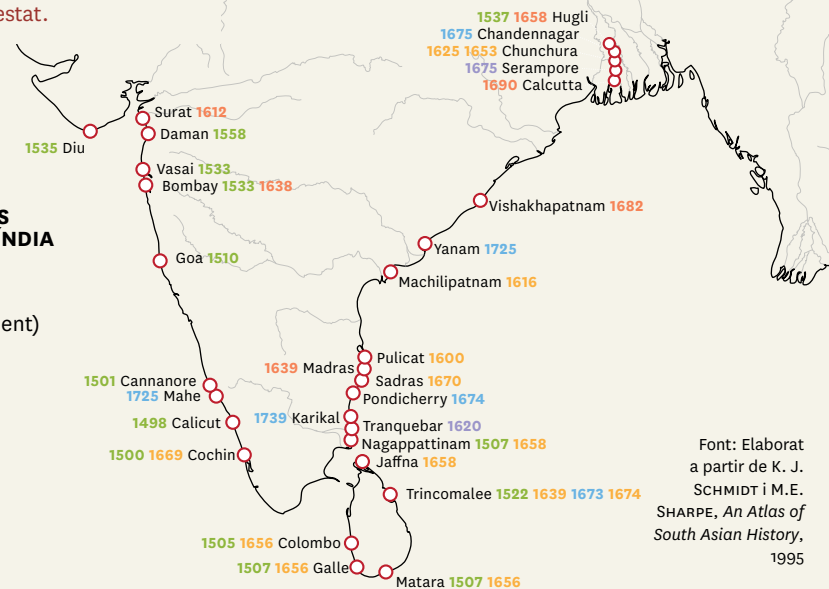 estat.
1537 1658 Hugli
1675 Chandennagar
1625 1653 Chunchura
1675 Serampore
1690 Calcutta
Surat 1612
Daman 1558
1535 Diu
Vasai 1533
Bombay 1533 1638
Vishakhapatnam 1682
S
NDIA
Yanam 1725
Goa 1510
Machilipatnam 1616
ent)
Pulicat 1600
1639 Madras
Sadras 1670
1501 Cannanore
1725 Mahe
Pondicherry 1674
1739 Karikal
1498 Calicut
Tranquebar 1620
Nagappattinam 1507 1658
1500 1669 Cochin
Jaffna 1658
Trincomalee 1522 1639 1673 1674
1505 1656 Colombo
1507 1656 Galle
Matara 1507 1656
Font: Elaborat
a partir de K. J.
Schmidt i M.E.
Sharpe, An Atlas of
South Asian History,
1995